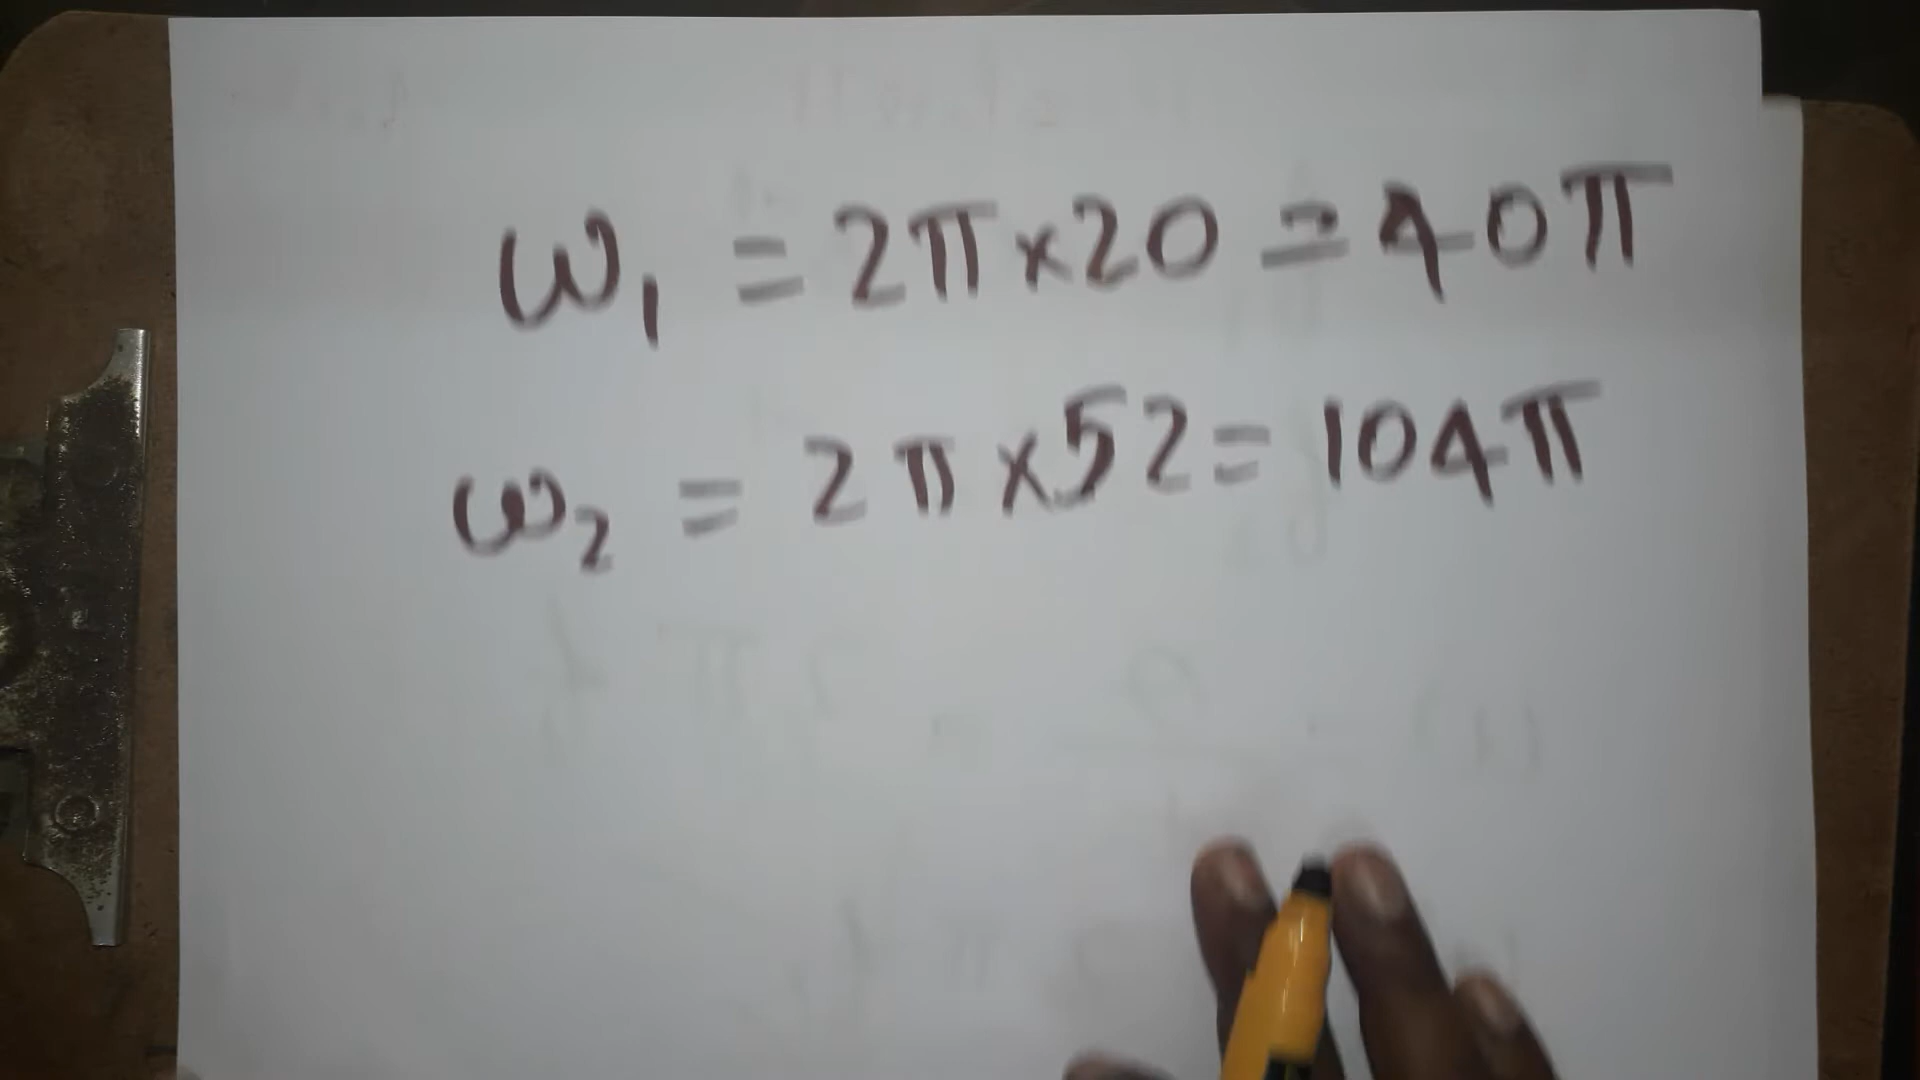 ω₁ = 2π×20 = 40π
ω₂ = 2π×52 = 104π